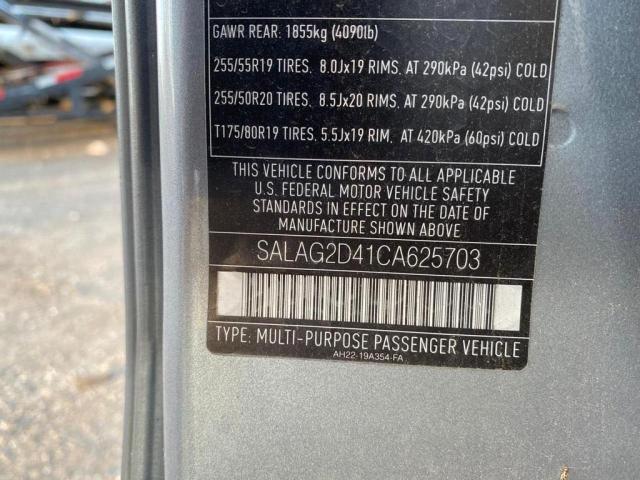 GAWR REAR: 1855kg (4090lb)
255/55R19 TIRES, 8.0Jx19 RIMS, AT 290kPa (42psi) COLD
255/50R20 TIRES, 8.5Jx20 RIMS, AT 290kPa (42psi) COLD
T175/80R19 TIRES, 5.5Jx19 RIM, AT 420kPa (60psi) COLD
THIS VEHICLE CONFORMS TO ALL APPLICABLE
U.S. FEDERAL MOTOR VEHICLE SAFETY
STANDARDS IN EFFECT ON THE DATE OF
MANUFACTURE SHOWN ABOVE
SALAG2D41CA625703
TYPE: MULTI-PURPOSE PASSENGER VEHICLE
AH22-19A354-FA